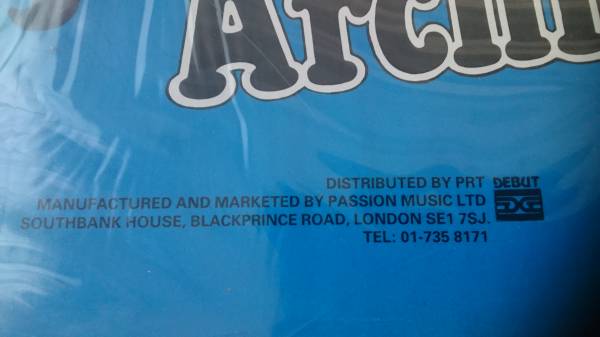 DISTRIBUTED BY PRT DEBUT
MANUFACTURED AND MARKETED BY PASSION MUSIC LTD
SOUTHBANK HOUSE, BLACKPRINCE ROAD, LONDON SE1 7SJ.
TEL: 01-735 8171